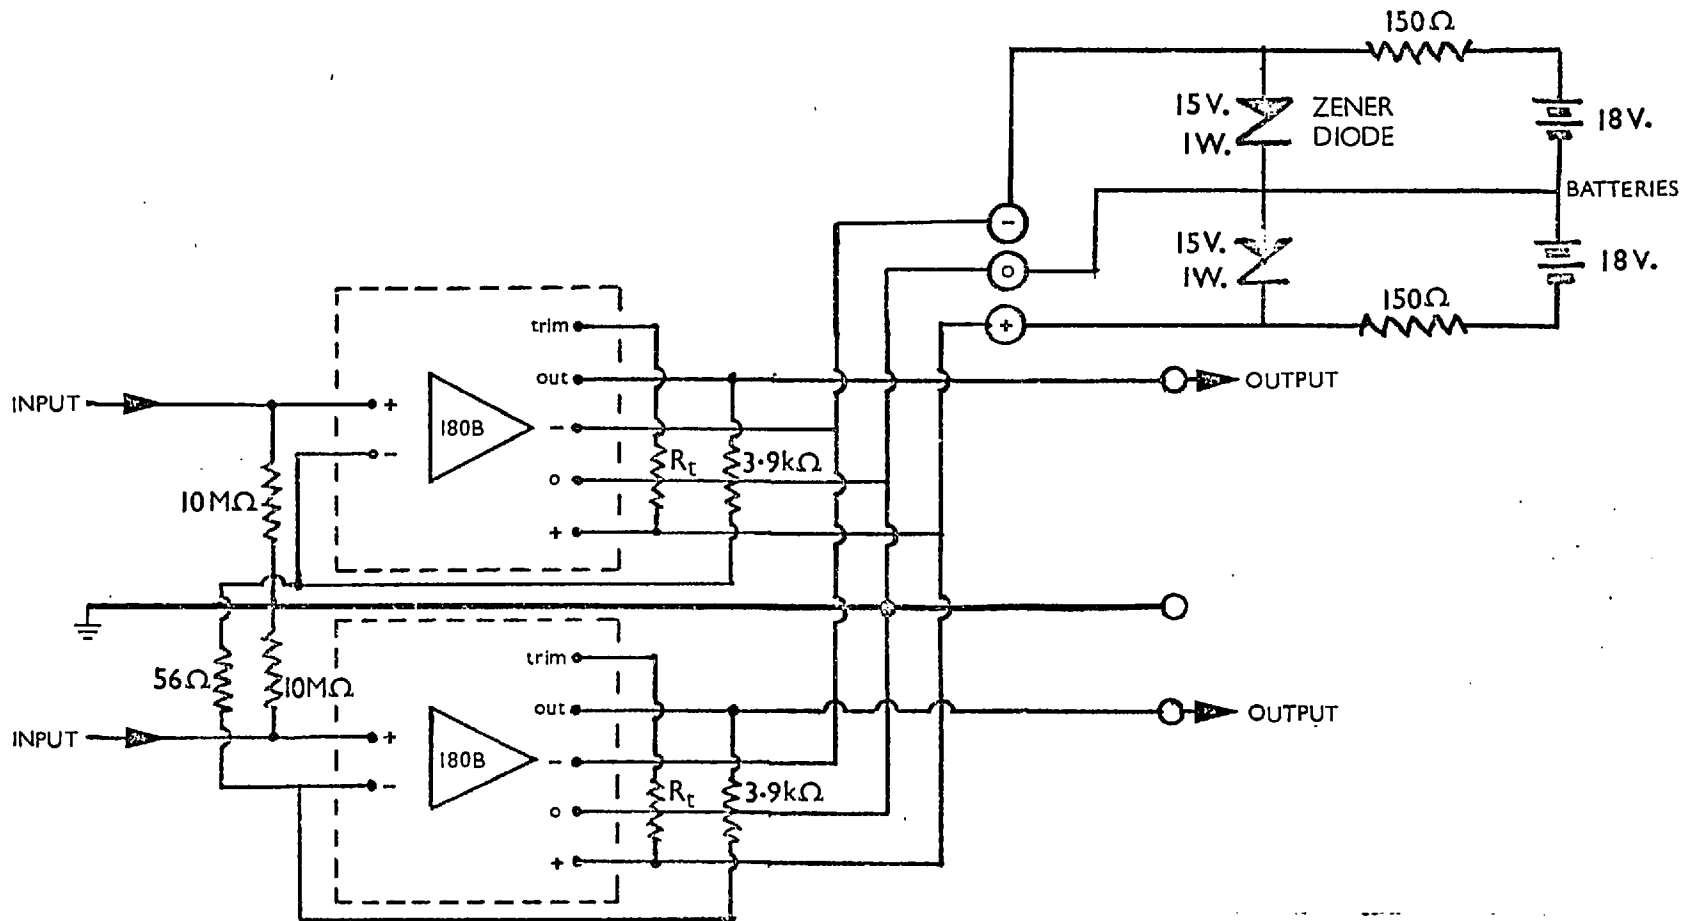 150Ω
15V.
1W.
ZENER
DIODE
18V.
BATTERIES
-
o
+
15V.
1W.
18V.
150Ω
trim
out
-
o
+
INPUT
+
-
180B
Rt
3·9kΩ
OUTPUT
10MΩ
56Ω
10MΩ
trim
out
-
o
+
INPUT
+
-
180B
Rt
3·9kΩ
OUTPUT